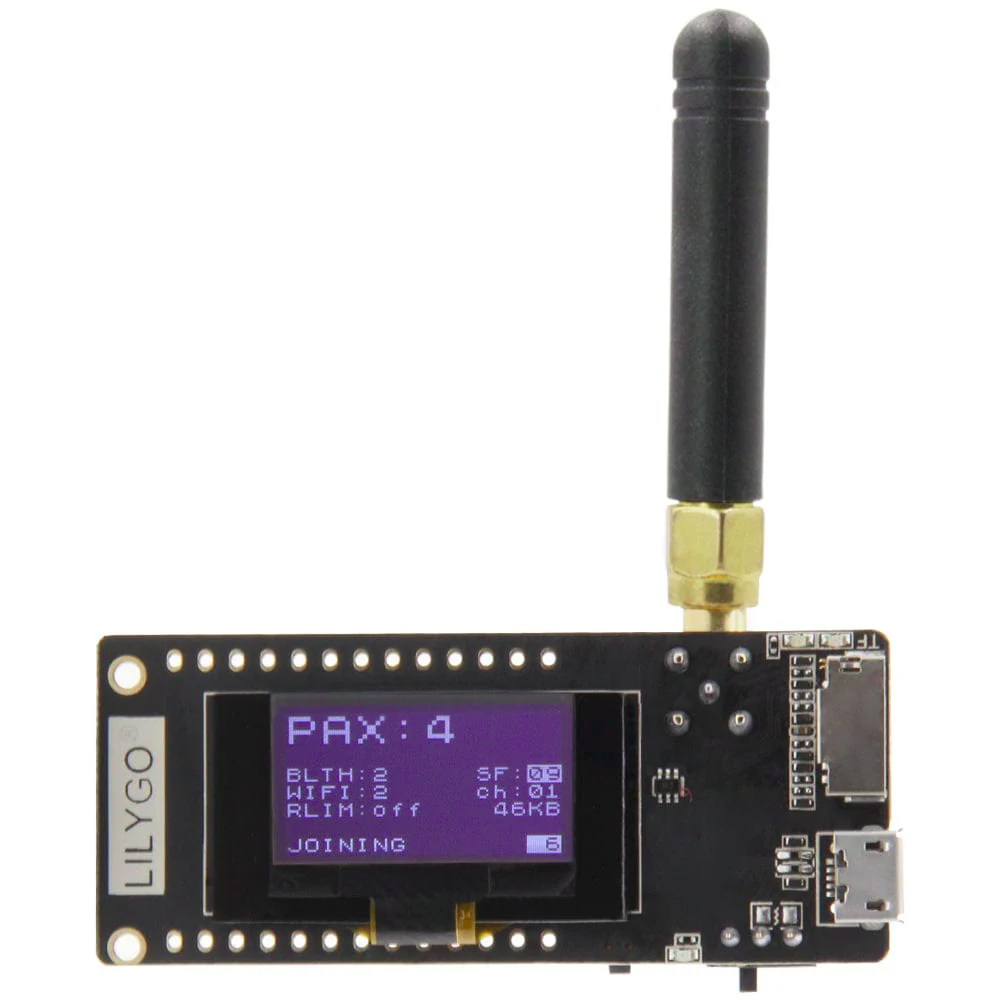 TF
PAX:4
BLTH:2 SF:09
WIFI:2 ch:01
RLIM:off 46KB
JOINING 6
LILYGO®